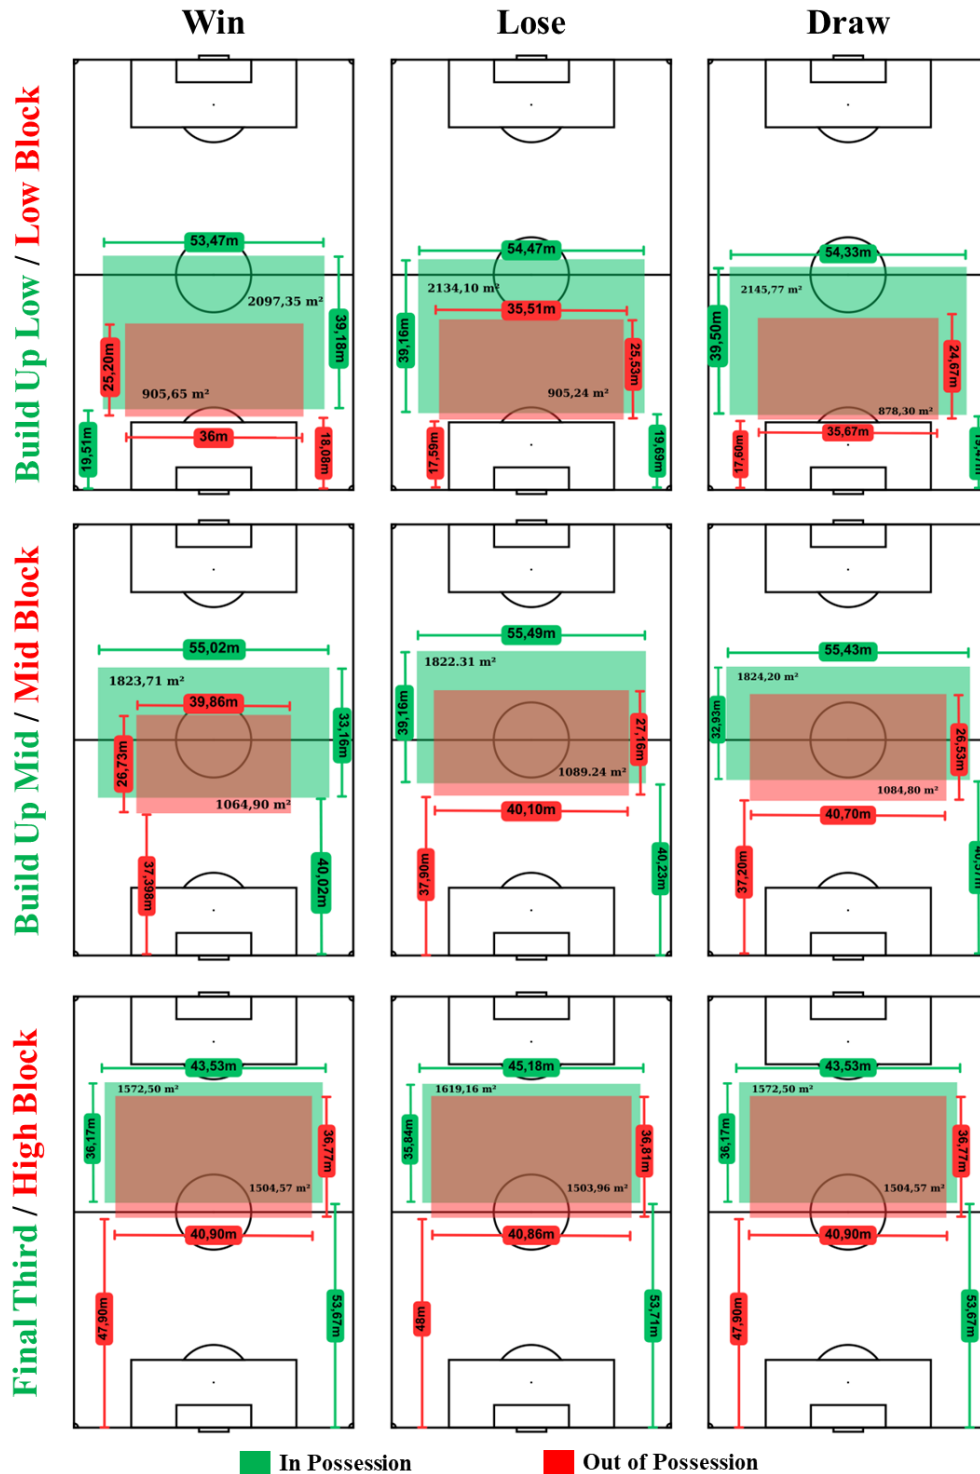 Win
Lose
Draw
Build Up Low / Low Block
53,47m
2097,35 m²
39,18m
25,20m
905,65 m²
36m
19,51m
18,08m
54,47m
2134,10 m²
35,51m
39,16m
25,53m
905,24 m²
17,59m
19,69m
54,33m
2145,77 m²
39,50m
24,67m
878,30 m²
35,67m
17,60m
Build Up Mid / Mid Block
55,02m
1823,71 m²
39,86m
33,16m
26,73m
1064,90 m²
37,398m
40,02m
55,49m
1822.31 m²
39,16m
27,16m
1089.24 m²
40,10m
37,90m
40,23m
55,43m
1824,20 m²
32,93m
26,53m
1084,80 m²
40,70m
37,20m
Final Third / High Block
43,53m
1572,50 m²
36,17m
36,77m
1504,57 m²
40,90m
47,90m
53,67m
45,18m
1619,16 m²
35,84m
36,81m
1503,96 m²
40,86m
48m
53,71m
43,53m
1572,50 m²
36,17m
36,77m
1504,57 m²
40,90m
47,90m
53,67m
In Possession
Out of Possession